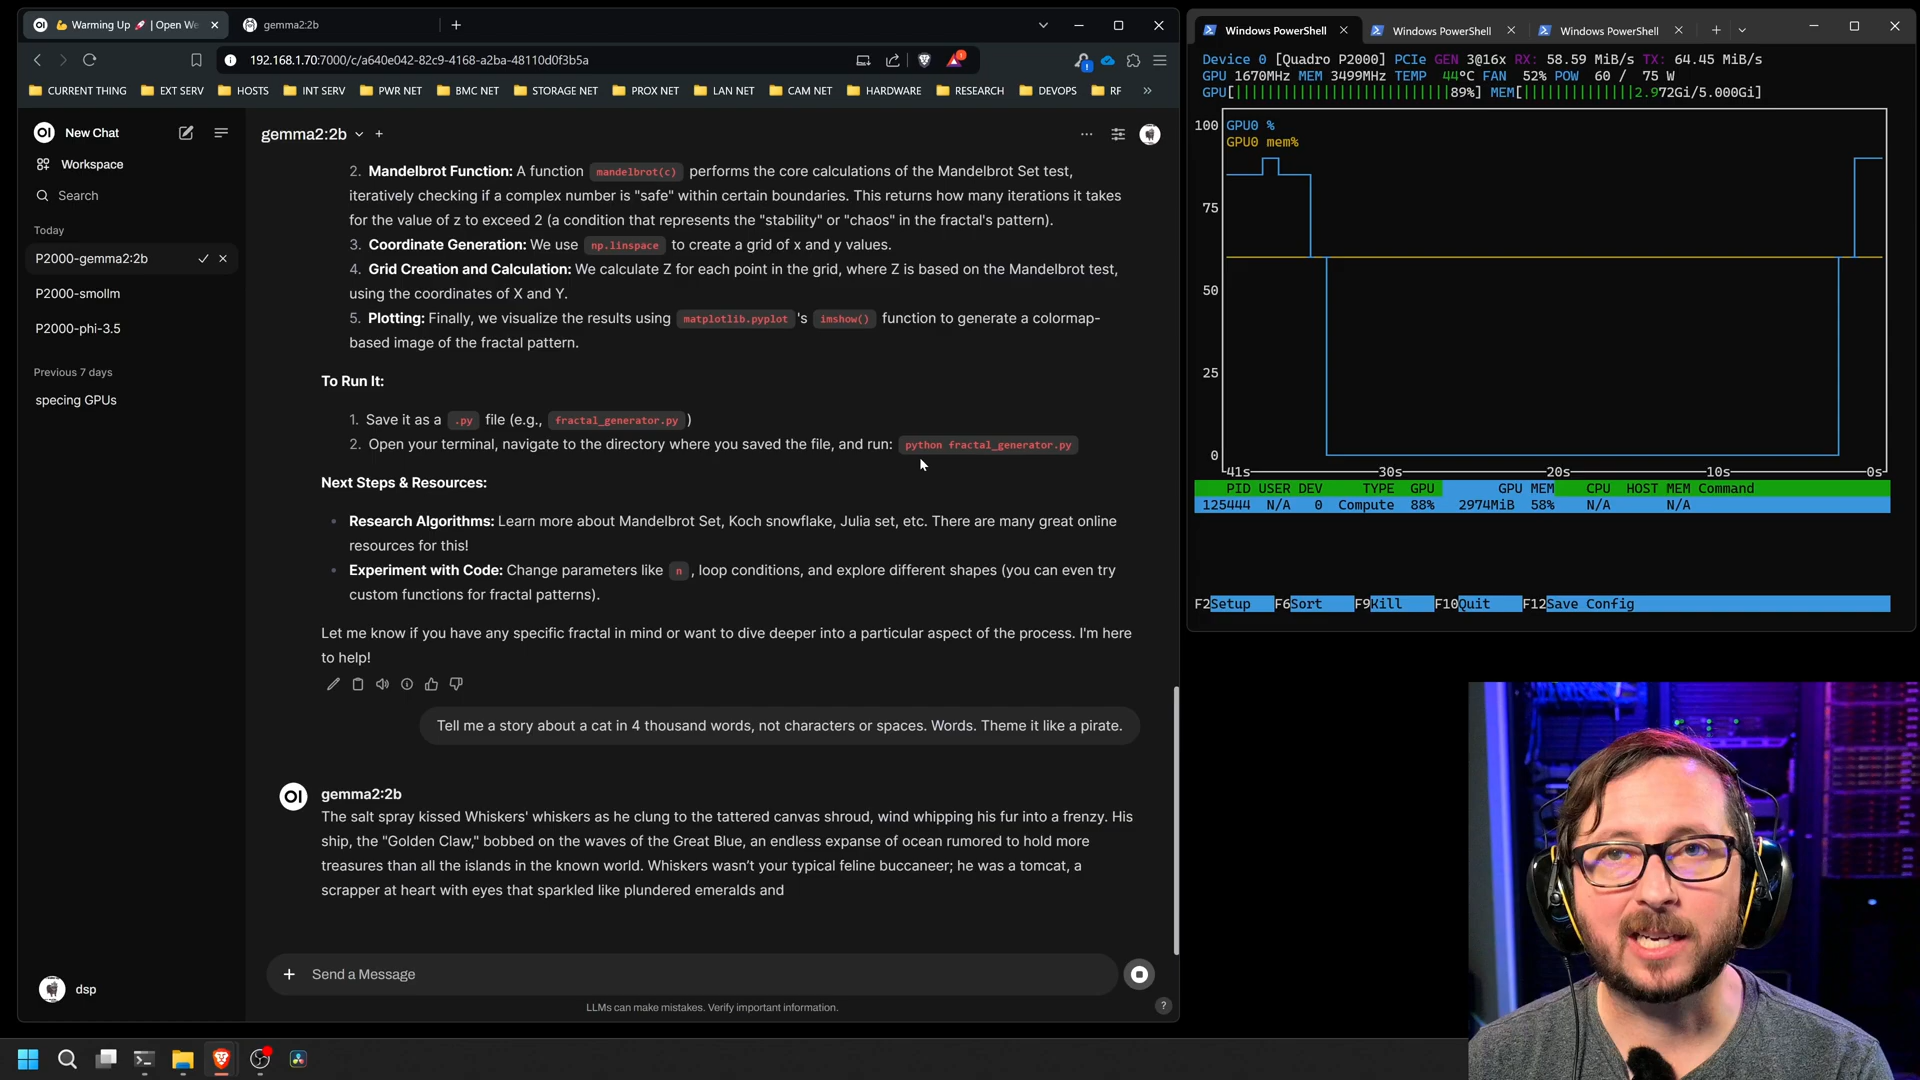 💪 Warming Up 🚀 | Open We
gemma2:2b
192.168.1.70:7000/c/a640e042-82c9-4168-a2ba-48110d0f3b5a
CURRENT THING
EXT SERV
HOSTS
INT SERV
PWR NET
BMC NET
STORAGE NET
PROX NET
LAN NET
CAM NET
HARDWARE
RESEARCH
DEVOPS
RF
OI New Chat
Workspace
Search
Today
P2000-gemma2:2b
P2000-smollm
P2000-phi-3.5
Previous 7 days
specing GPUs
dsp
gemma2:2b
2. Mandelbrot Function: A function mandelbrot(c) performs the core calculations of the Mandelbrot Set test,
iteratively checking if a complex number is "safe" within certain boundaries. This returns how many iterations it takes
for the value of z to exceed 2 (a condition that represents the "stability" or "chaos" in the fractal's pattern).
3. Coordinate Generation: We use np.linspace to create a grid of x and y values.
4. Grid Creation and Calculation: We calculate Z for each point in the grid, where Z is based on the Mandelbrot test,
using the coordinates of X and Y.
5. Plotting: Finally, we visualize the results using matplotlib.pyplot 's imshow() function to generate a colormap-
based image of the fractal pattern.
To Run It:
1. Save it as a .py file (e.g., fractal_generator.py )
2. Open your terminal, navigate to the directory where you saved the file, and run: python fractal_generator.py
Next Steps & Resources:
• Research Algorithms: Learn more about Mandelbrot Set, Koch snowflake, Julia set, etc. There are many great online
resources for this!
• Experiment with Code: Change parameters like n , loop conditions, and explore different shapes (you can even try
custom functions for fractal patterns).
Let me know if you have any specific fractal in mind or want to dive deeper into a particular aspect of the process. I'm here
to help!
Tell me a story about a cat in 4 thousand words, not characters or spaces. Words. Theme it like a pirate.
OI gemma2:2b
The salt spray kissed Whiskers' whiskers as he clung to the tattered canvas shroud, wind whipping his fur into a frenzy. His
ship, the "Golden Claw," bobbed on the waves of the Great Blue, an endless expanse of ocean rumored to hold more
treasures than all the islands in the known world. Whiskers wasn't your typical feline buccaneer; he was a tomcat, a
scrapper at heart with eyes that sparkled like plundered emeralds and
Send a Message
LLMs can make mistakes. Verify important information.
?
Windows PowerShell
Windows PowerShell
Windows PowerShell
Device 0 [Quadro P2000] PCIe GEN 3@16x RX: 58.59 MiB/s TX: 64.45 MiB/s
GPU 1670MHz MEM 3499MHz TEMP 44°C FAN 52% POW 60 / 75 W
GPU[||||||||||||||||||||||||||89%] MEM[|||||||||||||2.972Gi/5.000Gi]
100
GPU0 %
GPU0 mem%
75
50
25
0
41s 30s 20s 10s 0s
PID USER DEV TYPE GPU GPU MEM CPU HOST MEM Command
125444 N/A 0 Compute 88% 2974MiB 58% N/A N/A
F2Setup F6Sort F9Kill F10Quit F12Save Config